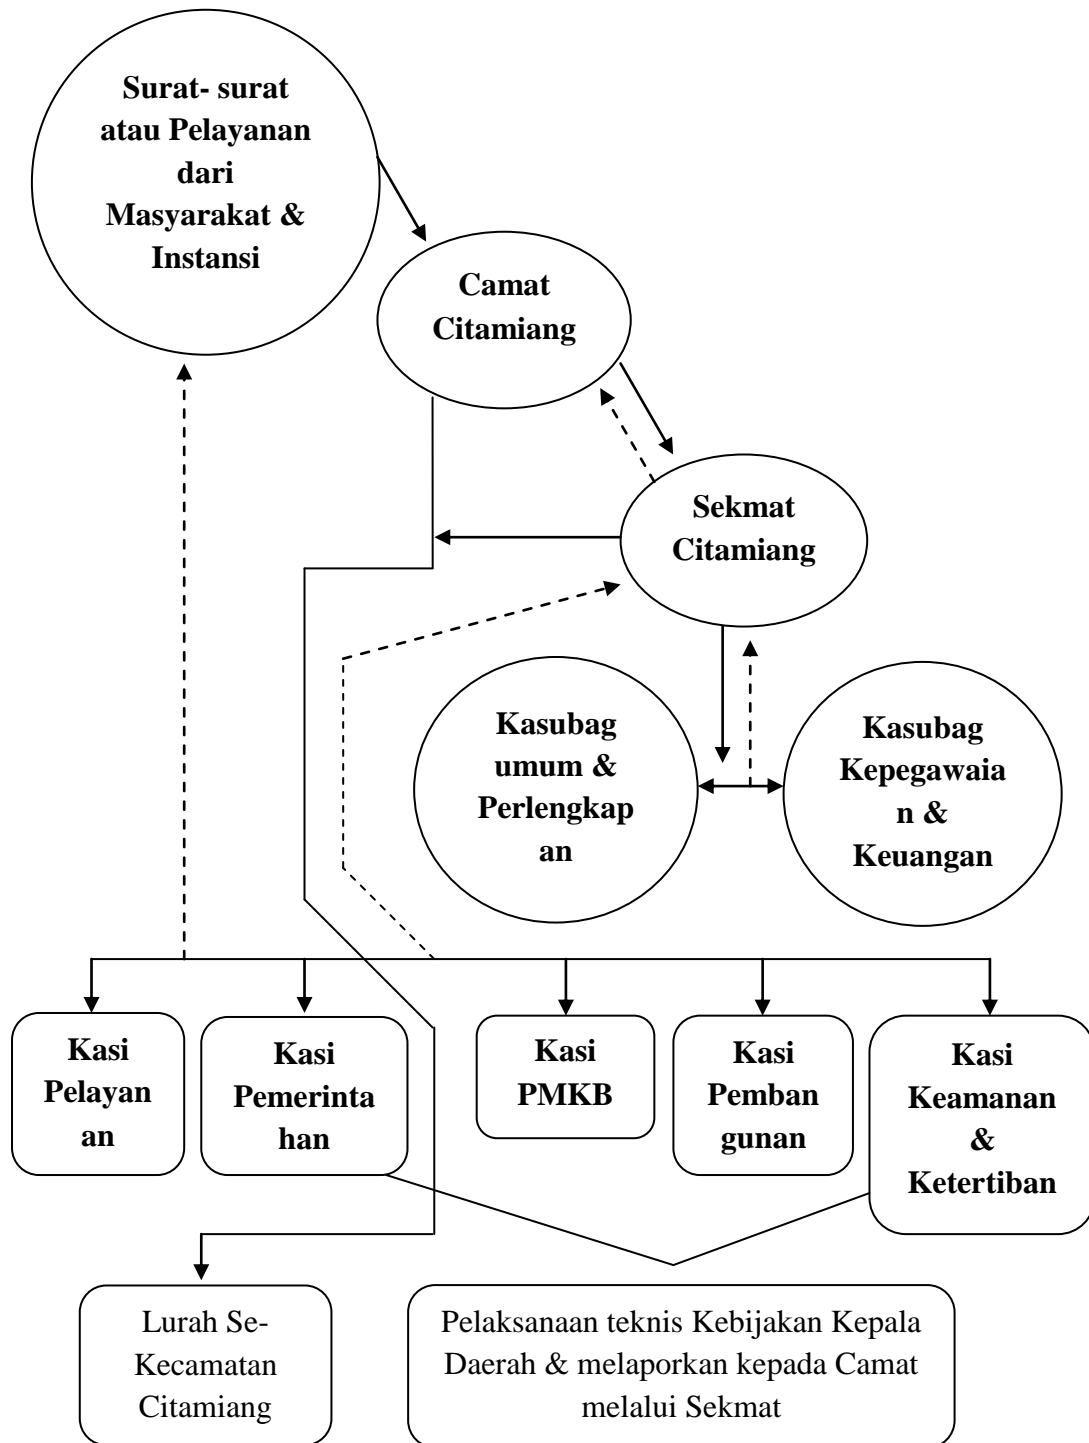 Surat- surat
atau Pelayanan
dari
Masyarakat &
Instansi
Camat
Citamiang
Sekmat
Citamiang
Kasubag
umum &
Perlengkap
an
Kasubag
Kepegawaia
n &
Keuangan
Kasi
Pelayan
an
Kasi
Pemerinta
han
Kasi
PMKB
Kasi
Pemban
gunan
Kasi
Keamanan
&
Ketertiban
Lurah Se-
Kecamatan
Citamiang
Pelaksanaan teknis Kebijakan Kepala
Daerah & melaporkan kepada Camat
melalui Sekmat